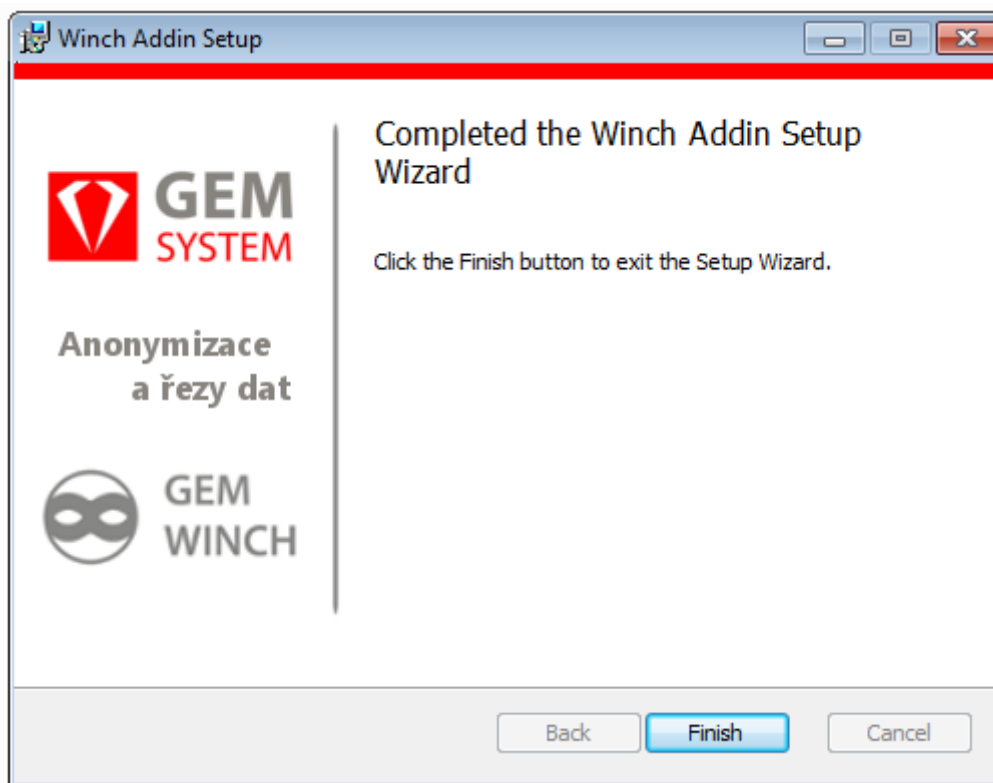 Winch Addin Setup
GEM
SYSTEM
Anonymizace
a řezy dat
GEM
WINCH
Completed the Winch Addin Setup
Wizard
Click the Finish button to exit the Setup Wizard.
Back
Finish
Cancel